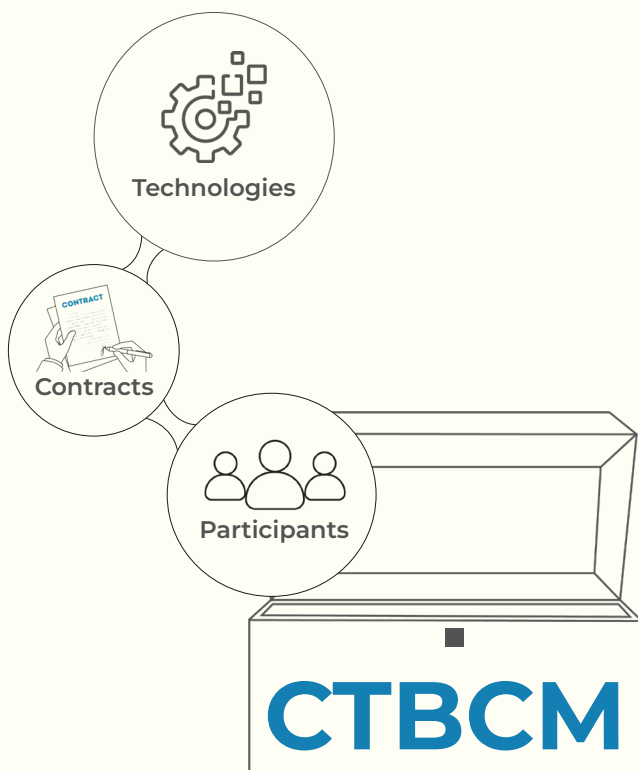 Technologies
CONTRACT
Contracts
Participants
CTBCM